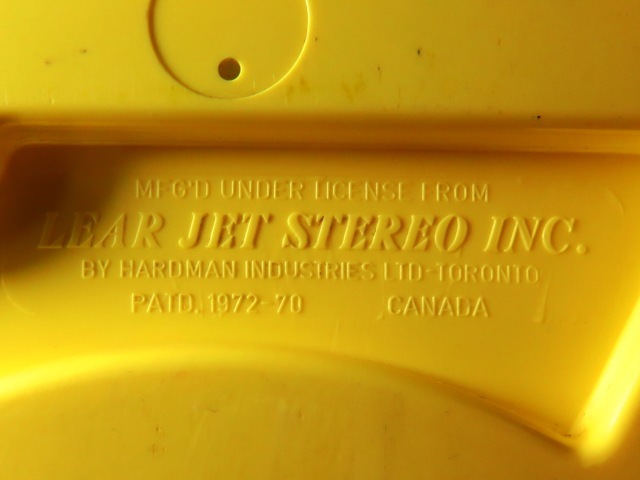 MFG'D UNDER LICENSE FROM
LEAR JET STEREO INC.
BY HARDMAN INDUSTRIES LTD-TORONTO
PATD. 1972-70 CANADA